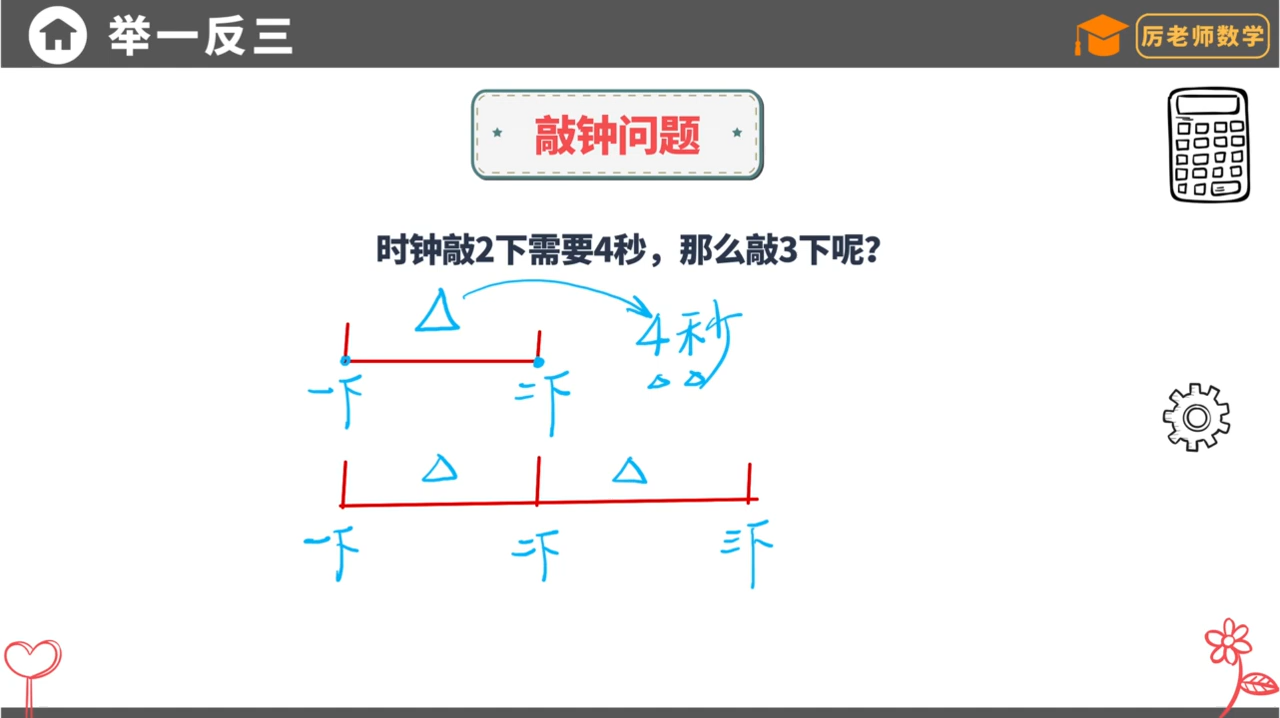 举一反三
厉老师数学
敲钟问题
时钟敲2下需要4秒，那么敲3下呢？
△ 4秒
△ △
一下 二下
△ △
一下 二下 三下